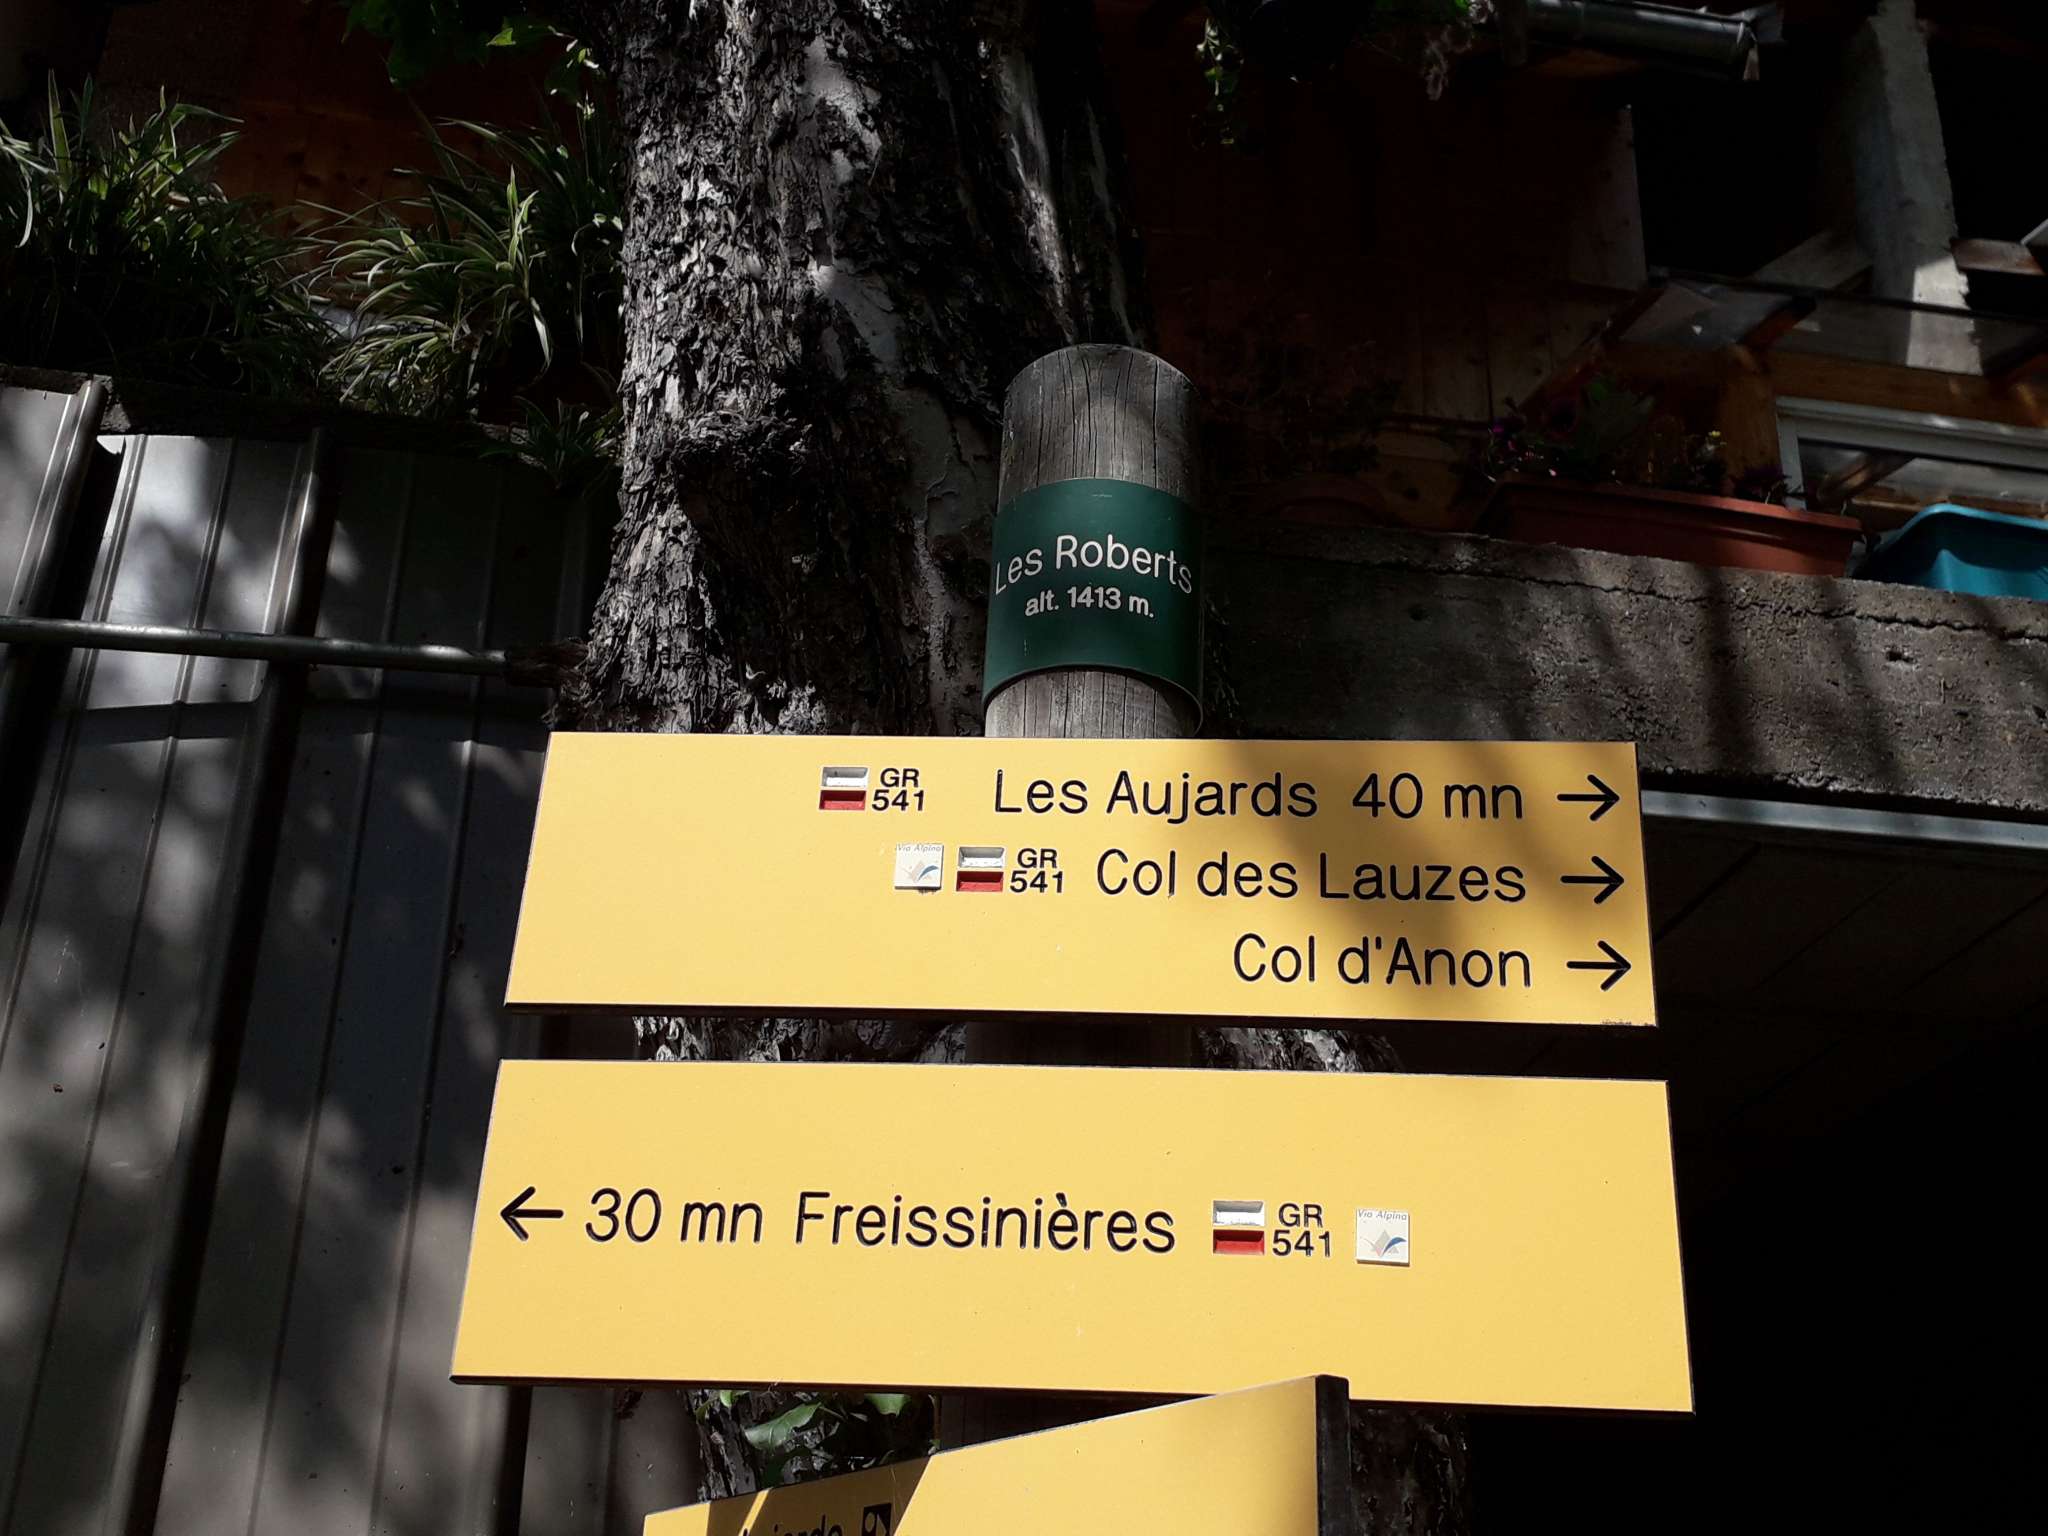 Les Roberts
alt. 1413 m.
GR 541 Les Aujards 40 mn →
Via Alpina GR 541 Col des Lauzes →
Col d'Anon →
← 30 mn Freissinières GR 541 Via Alpina